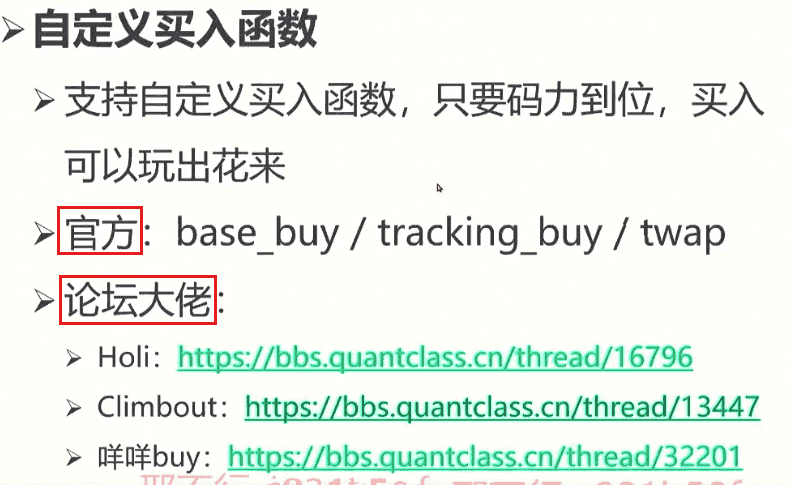 自定义买入函数
支持自定义买入函数，只要码力到位，买入
可以玩出花来
官方：base_buy / tracking_buy / twap
论坛大佬：
Holi：https://bbs.quantclass.cn/thread/16796
Climbout：https://bbs.quantclass.cn/thread/13447
咩咩buy：https://bbs.quantclass.cn/thread/32201